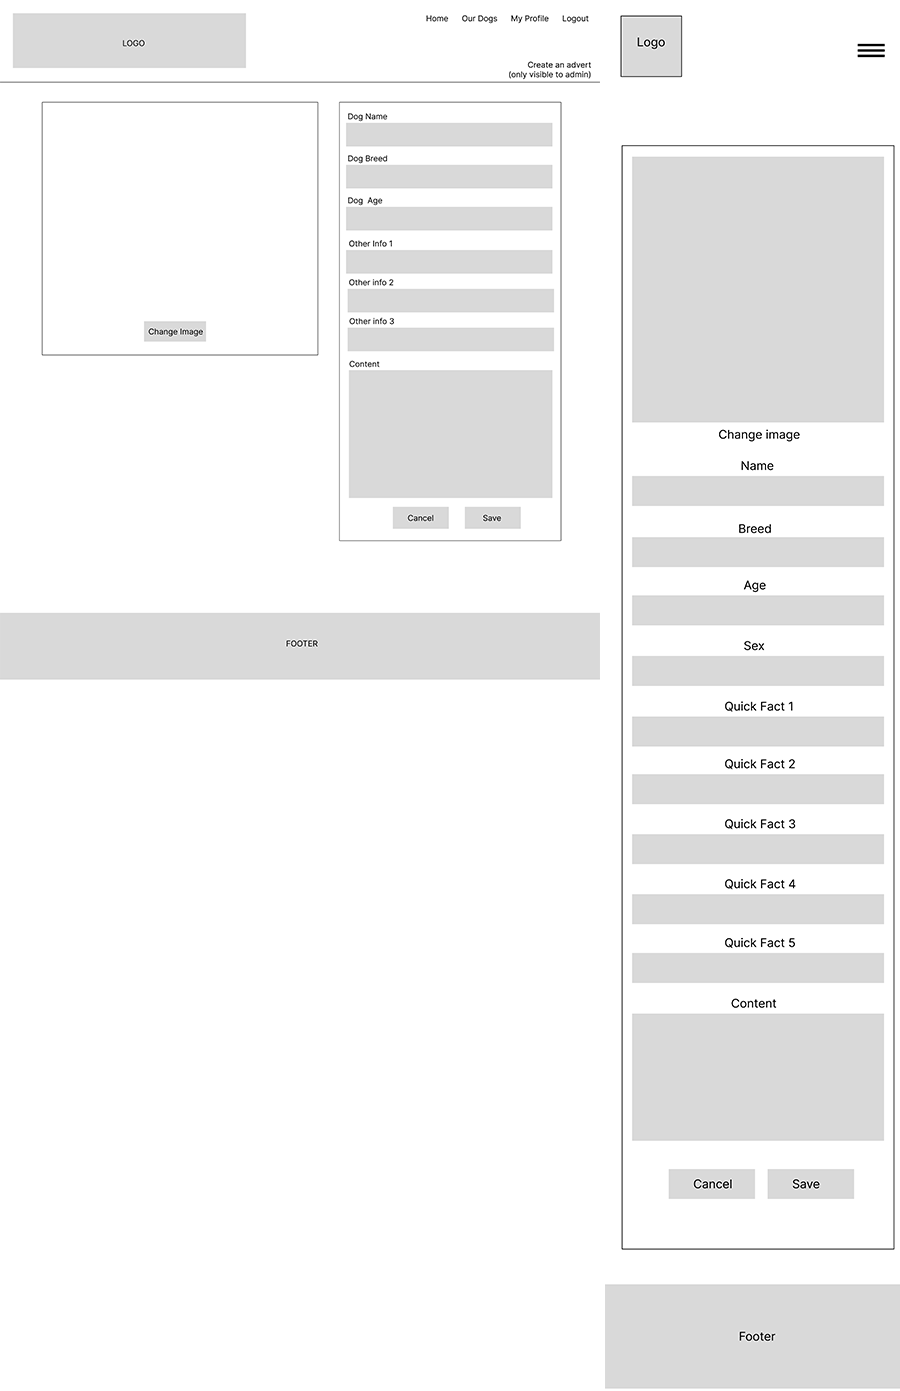 LOGO
Home Our Dogs My Profile Logout
Create an advert
(only visible to admin)
Change Image
Dog Name
Dog Breed
Dog Age
Other Info 1
Other info 2
Other info 3
Content
Cancel Save
FOOTER
Logo
Change image
Name
Breed
Age
Sex
Quick Fact 1
Quick Fact 2
Quick Fact 3
Quick Fact 4
Quick Fact 5
Content
Cancel Save
Footer